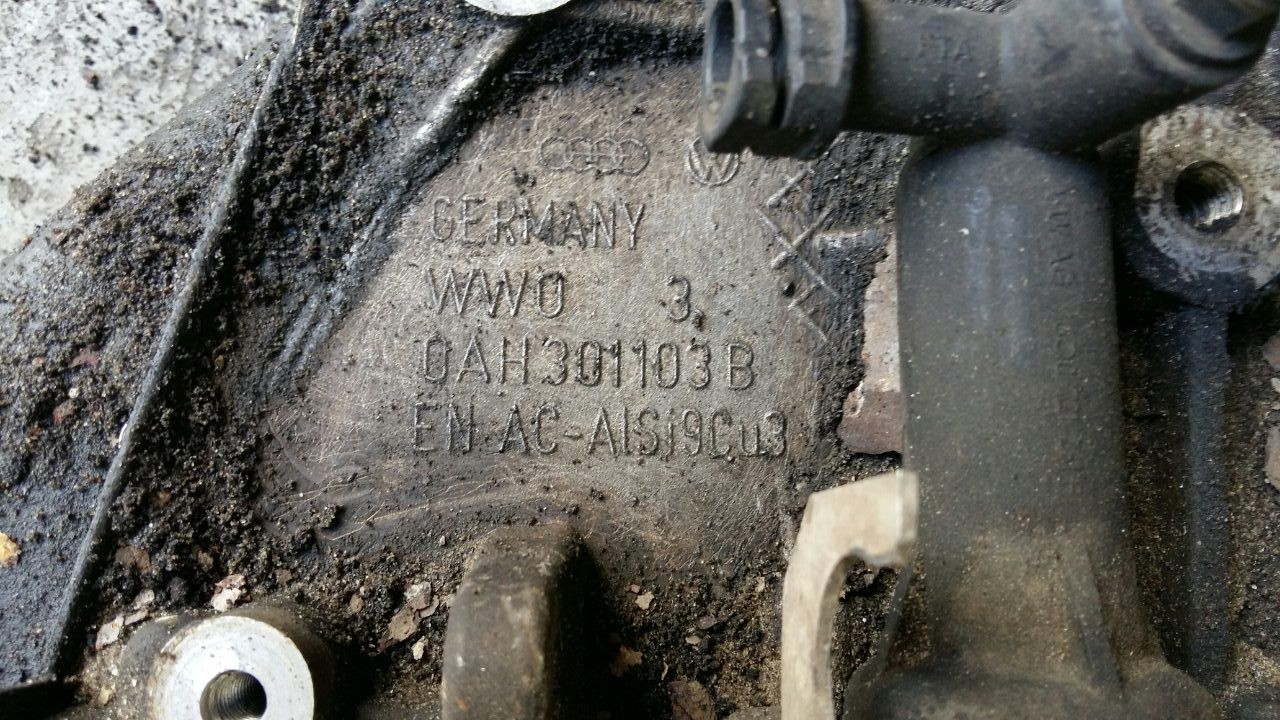 GERMANY
WWO 3
0AH301103B
EN AC-AlSi9Cu3